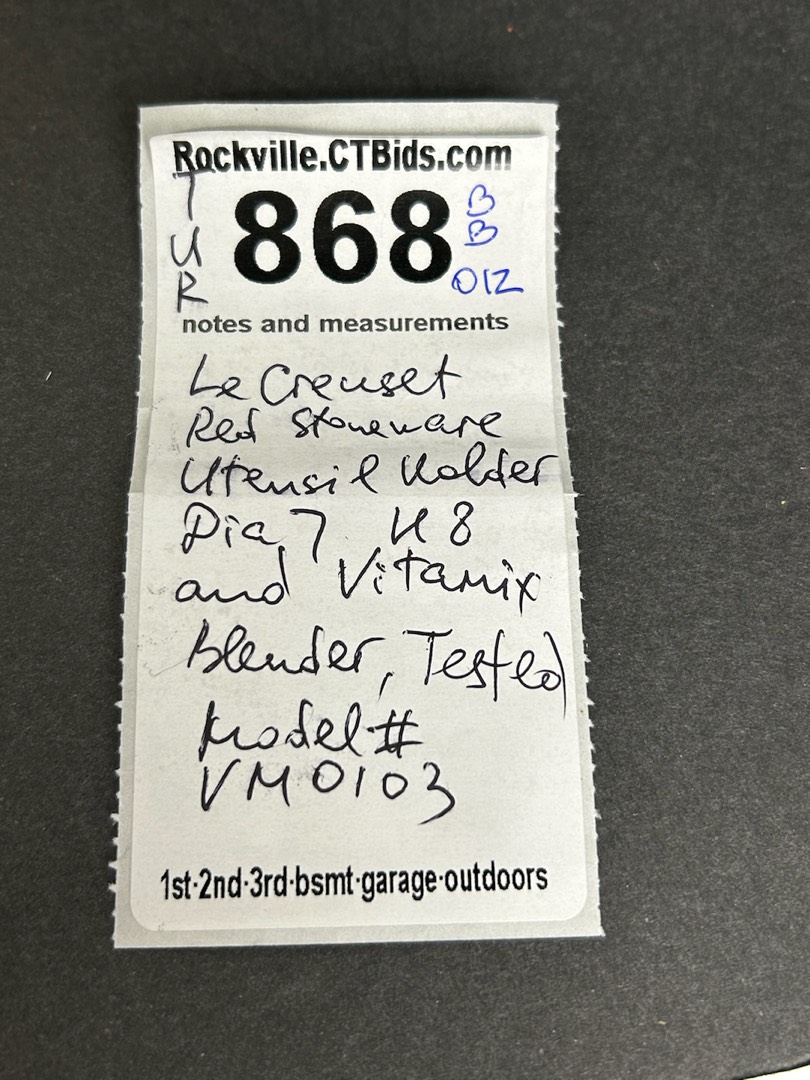 Rockville.CTBids.com
TUR
868
BB
012
notes and measurements
Le Creuset
Red Stoneware
Utensil Holder
Dia 7 H 8
and Vitamix
Blender, Tested
Model #
VM0103
1st·2nd·3rd·bsmt·garage·outdoors